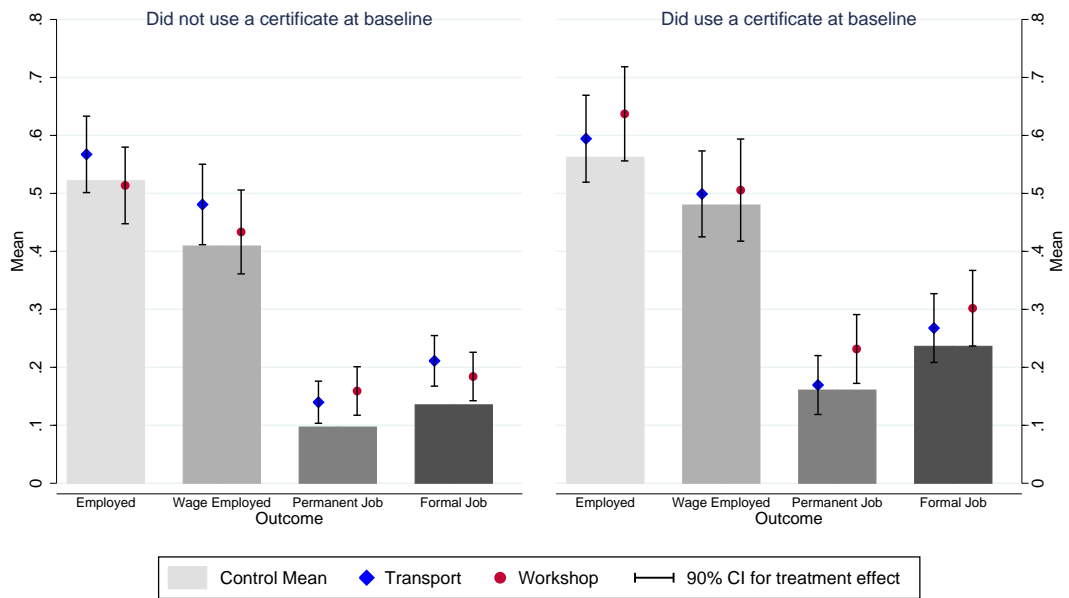 Did not use a certificate at baseline
Mean
0 .1 .2 .3 .4 .5 .6 .7 .8
Employed Wage Employed Permanent Job Formal Job
Outcome
Did use a certificate at baseline
Mean
0 .1 .2 .3 .4 .5 .6 .7 .8
Employed Wage Employed Permanent Job Formal Job
Outcome
Control Mean Transport Workshop 90% CI for treatment effect